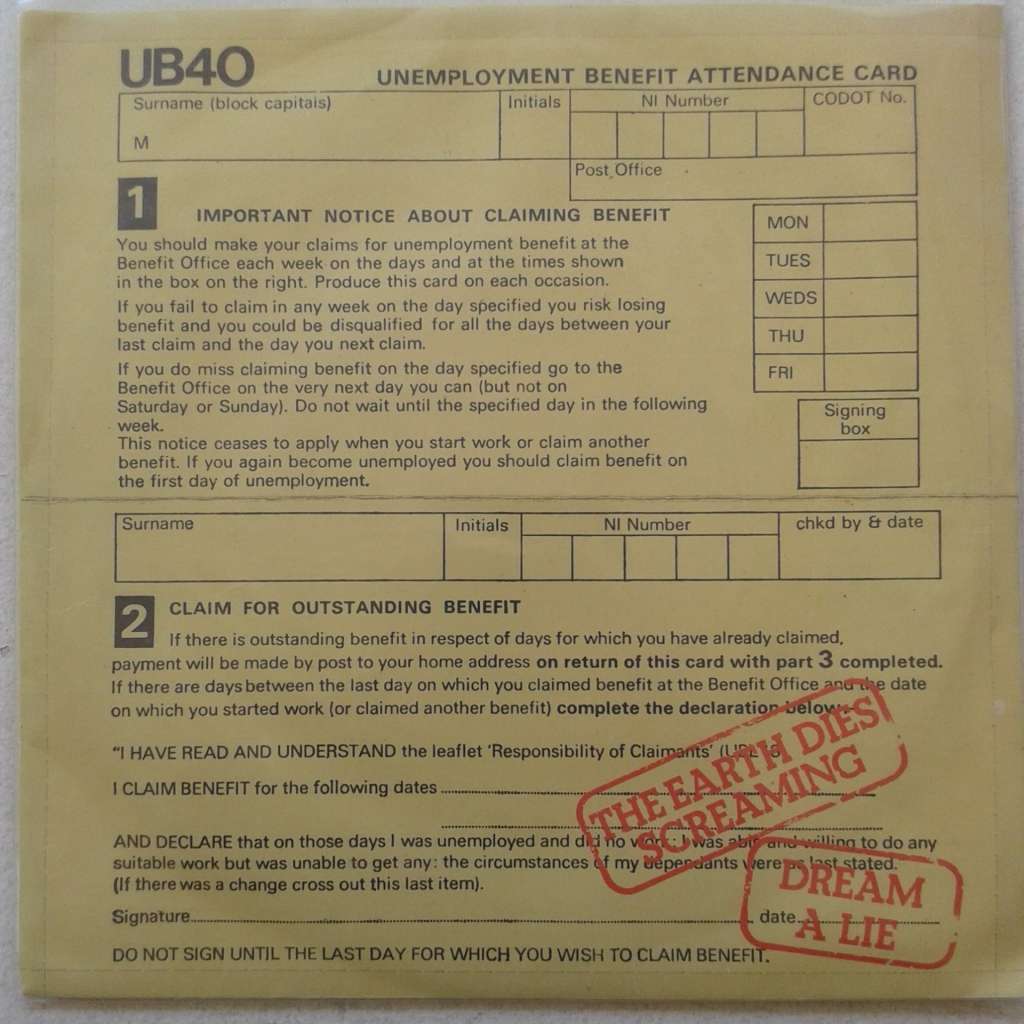 UB40
UNEMPLOYMENT BENEFIT ATTENDANCE CARD
Surname (block capitals) Initials NI Number CODOT No.
M
Post Office
1 IMPORTANT NOTICE ABOUT CLAIMING BENEFIT
You should make your claims for unemployment benefit at the
Benefit Office each week on the days and at the times shown
in the box on the right. Produce this card on each occasion.
If you fail to claim in any week on the day specified you risk losing
benefit and you could be disqualified for all the days between your
last claim and the day you next claim.
If you do miss claiming benefit on the day specified go to the
Benefit Office on the very next day you can (but not on
Saturday or Sunday). Do not wait until the specified day in the following
week.
This notice ceases to apply when you start work or claim another
benefit. If you again become unemployed you should claim benefit on
the first day of unemployment.
MON
TUES
WEDS
THU
FRI
Signing
box
Surname Initials NI Number chkd by & date
2 CLAIM FOR OUTSTANDING BENEFIT
If there is outstanding benefit in respect of days for which you have already claimed,
payment will be made by post to your home address on return of this card with part 3 completed.
If there are days between the last day on which you claimed benefit at the Benefit Office and the date
on which you started work (or claimed another benefit) complete the declaration below:-
"I HAVE READ AND UNDERSTAND the leaflet 'Responsibility of Claimants'
I CLAIM BENEFIT for the following dates
AND DECLARE that on those days I was unemployed and did no work: I was able and willing to do any
suitable work but was unable to get any: the circumstances of my dependants were as last stated.
(If there was a change cross out this last item).
Signature date
DO NOT SIGN UNTIL THE LAST DAY FOR WHICH YOU WISH TO CLAIM BENEFIT.
THE EARTH DIES
SCREAMING
DREAM
A LIE